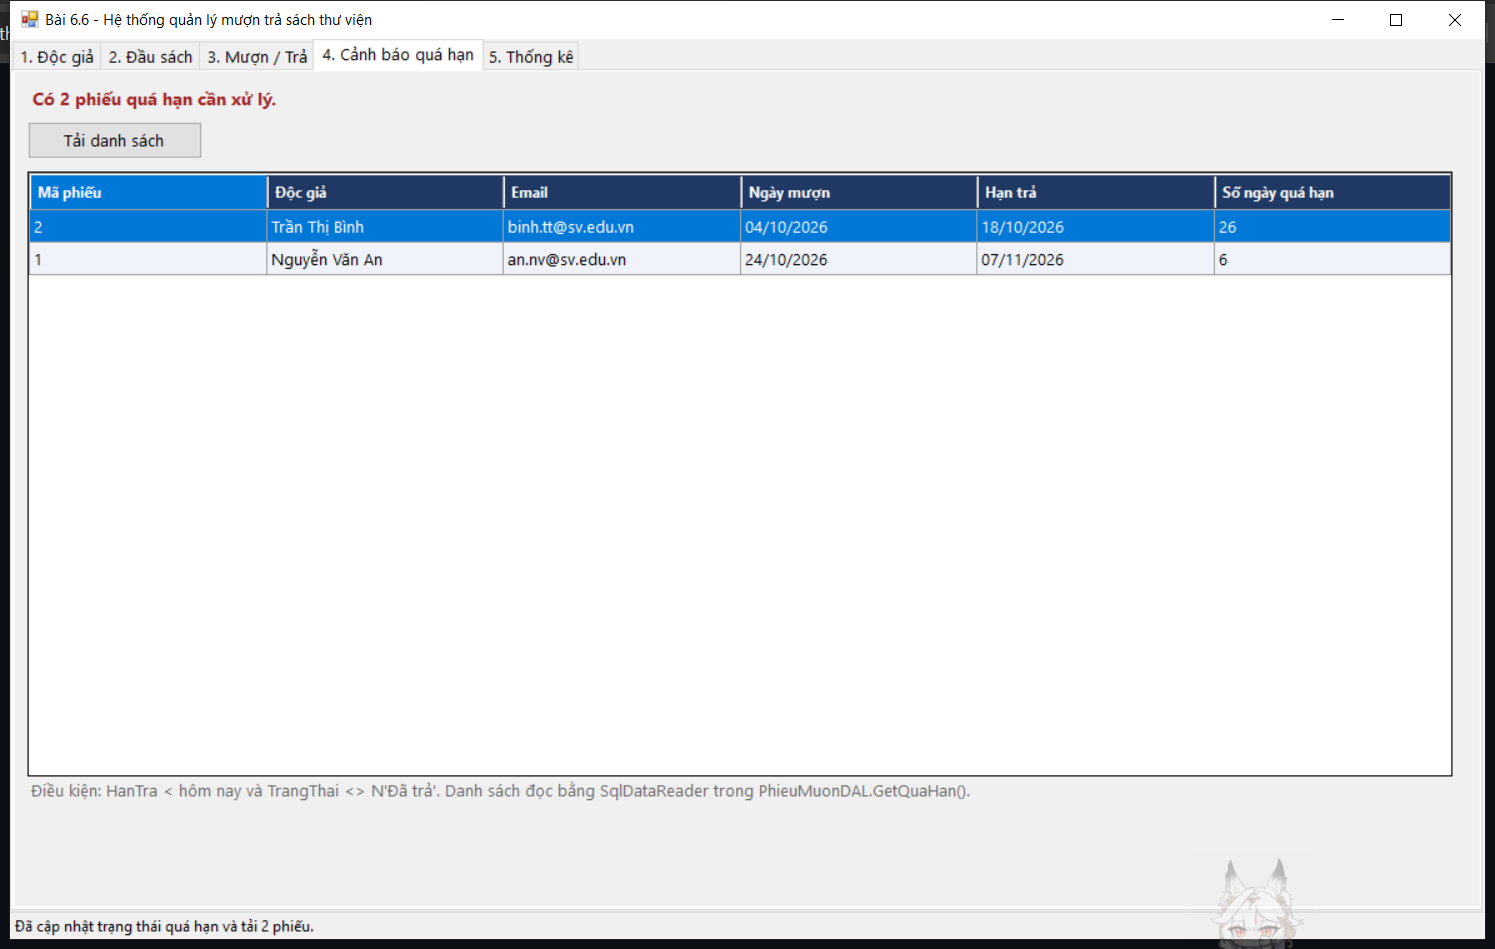 Bài 6.6 - Hệ thống quản lý mượn trả sách thư viện
1. Độc giả 2. Đầu sách 3. Mượn / Trả 4. Cảnh báo quá hạn 5. Thống kê
Có 2 phiếu quá hạn cần xử lý.
Tải danh sách
Mã phiếu Độc giả Email Ngày mượn Hạn trả Số ngày quá hạn
2 Trần Thị Bình binh.tt@sv.edu.vn 04/10/2026 18/10/2026 26
1 Nguyễn Văn An an.nv@sv.edu.vn 24/10/2026 07/11/2026 6
Điều kiện: HanTra < hôm nay và TrangThai <> N'Đã trả'. Danh sách đọc bằng SqlDataReader trong PhieuMuonDAL.GetQuaHan().
Đã cập nhật trạng thái quá hạn và tải 2 phiếu.